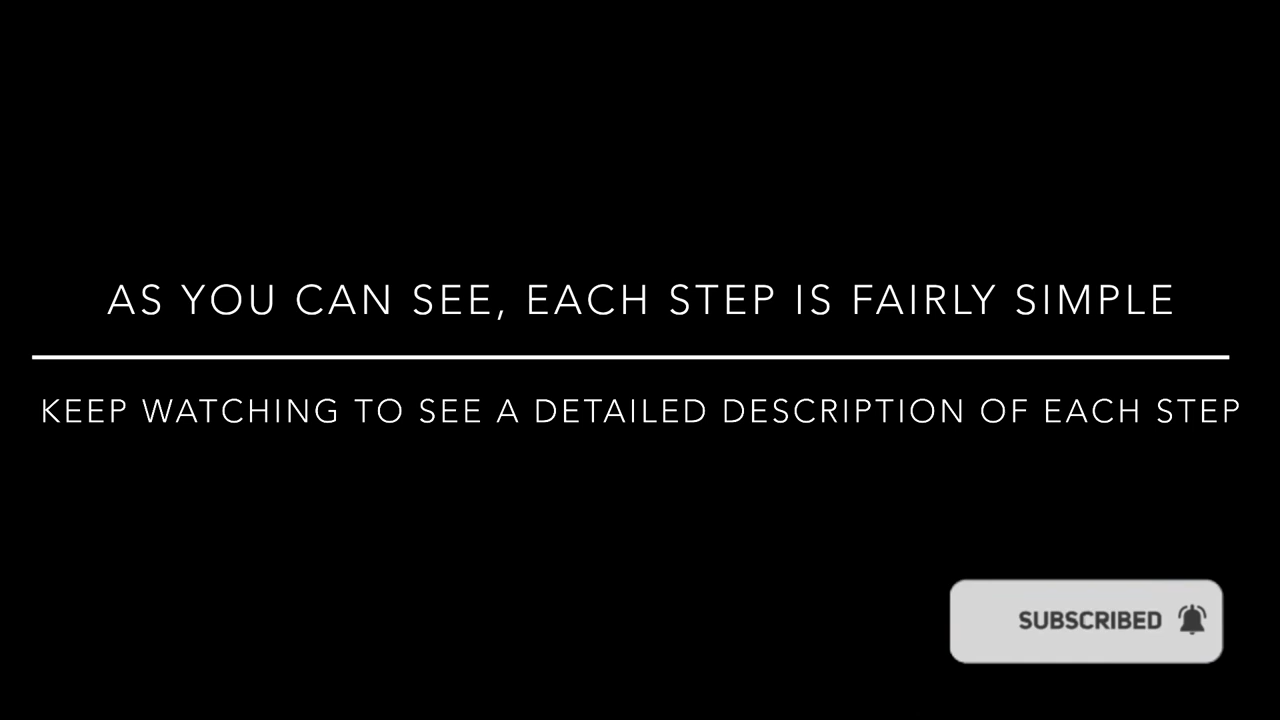 AS YOU CAN SEE, EACH STEP IS FAIRLY SIMPLE
KEEP WATCHING TO SEE A DETAILED DESCRIPTION OF EACH STEP
SUBSCRIBED